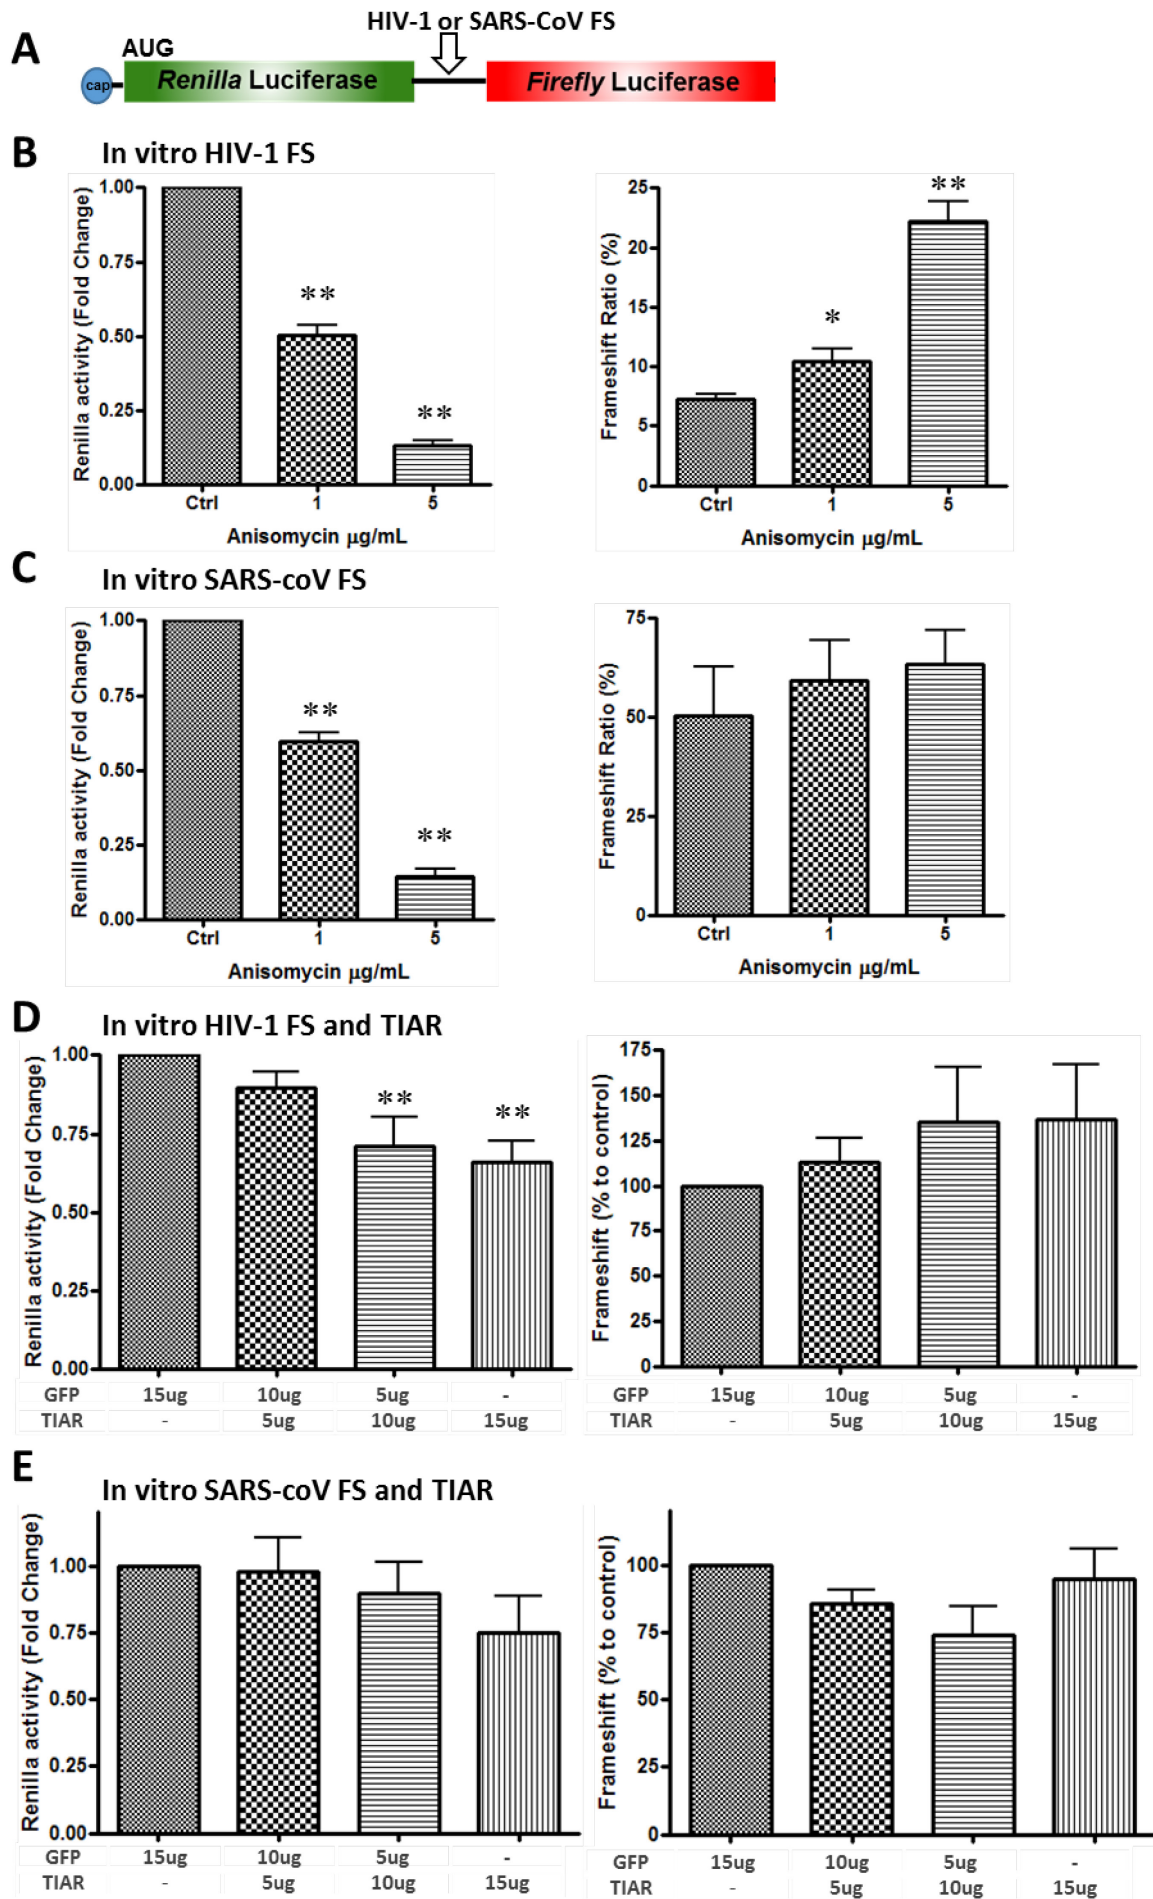 A
HIV-1 or SARS-CoV FS
AUG
cap
Renilla Luciferase
Firefly Luciferase
B
In vitro HIV-1 FS
Renilla activity (Fold Change)
1.00
0.75
0.50
0.25
0.00
**
**
Ctrl 1 5
Anisomycin µg/mL
Frameshift Ratio (%)
25
20
15
10
5
0
*
**
Ctrl 1 5
Anisomycin µg/mL
C
In vitro SARS-coV FS
Renilla activity (Fold Change)
1.00
0.75
0.50
0.25
0.00
**
**
Ctrl 1 5
Anisomycin µg/mL
Frameshift Ratio (%)
75
50
25
0
Ctrl 1 5
Anisomycin µg/mL
D
In vitro HIV-1 FS and TIAR
Renilla activity (Fold Change)
1.00
0.75
0.50
0.25
0.00
**
**
GFP 15ug 10ug 5ug -
TIAR - 5ug 10ug 15ug
Frameshift (% to control)
175
150
125
100
75
50
25
0
GFP 15ug 10ug 5ug -
TIAR - 5ug 10ug 15ug
E
In vitro SARS-coV FS and TIAR
Renilla activity (Fold Change)
1.00
0.75
0.50
0.25
0.00
GFP 15ug 10ug 5ug -
TIAR - 5ug 10ug 15ug
Frameshift (% to control)
100
75
50
25
0
GFP 15ug 10ug 5ug -
TIAR - 5ug 10ug 15ug